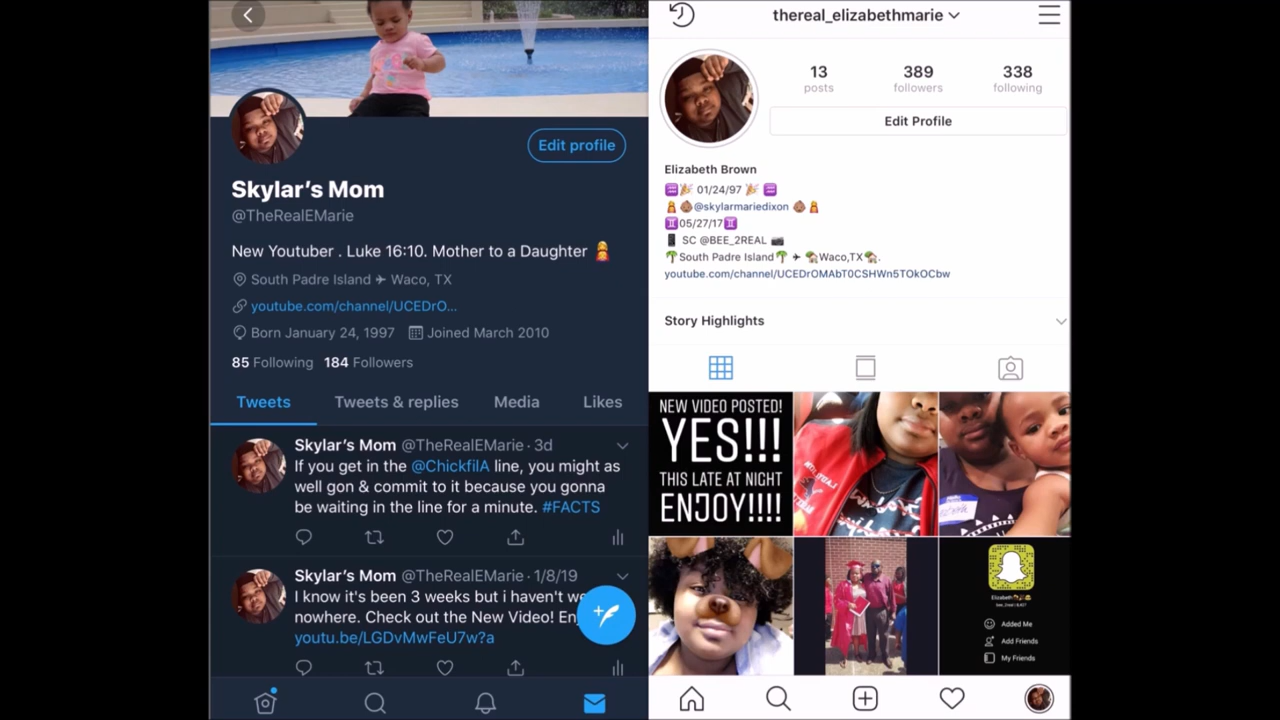 Edit profile
Skylar's Mom
@TheRealEMarie
New Youtuber . Luke 16:10. Mother to a Daughter
South Padre Island ✈ Waco, TX
youtube.com/channel/UCEDrO...
Born January 24, 1997 Joined March 2010
85 Following 184 Followers
Tweets Tweets & replies Media Likes
Skylar's Mom @TheRealEMarie · 3d
If you get in the @ChickfilA line, you might as
well gon & commit to it because you gonna
be waiting in the line for a minute. #FACTS
Skylar's Mom @TheRealEMarie · 1/8/19
I know it's been 3 weeks but i haven't we
nowhere. Check out the New Video! En
youtu.be/LGDvMwFeU7w?a
thereal_elizabethmarie
13 389 338
posts followers following
Edit Profile
Elizabeth Brown
♒🎉 01/24/97 🎉♒
@skylarmariedixon
♊05/27/17♊
SC @BEE_2REAL
🌴South Padre Island🌴 ✈ 🏡Waco,TX🏡.
youtube.com/channel/UCEDrOMAbT0CSHWn5TOkOCbw
Story Highlights
NEW VIDEO POSTED!
YES!!!
THIS LATE AT NIGHT
ENJOY!!!!
Added Me
Add Friends
My Friends